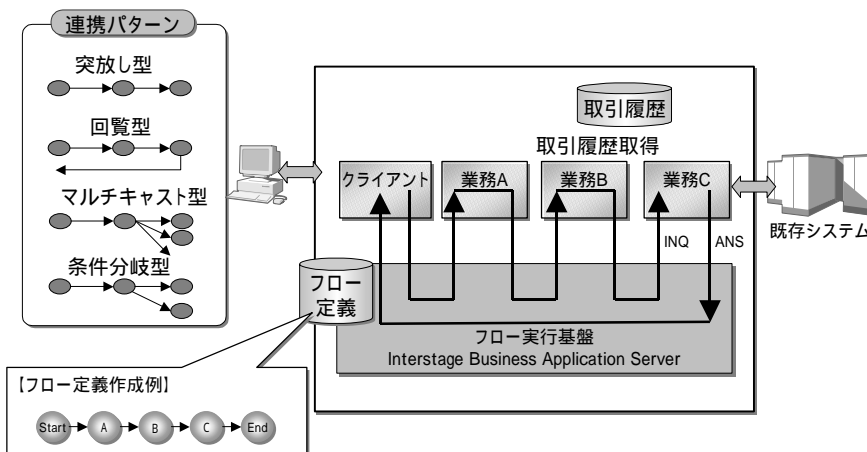 連携パターン
突放し型
回覧型
マルチキャスト型
条件分岐型
取引履歴
取引履歴取得
クライアント
業務A
業務B
業務C
既存システム
INQ
ANS
フロー
定義
フロー実行基盤
Interstage Business Application Server
【フロー定義作成例】
Start
A
B
C
End